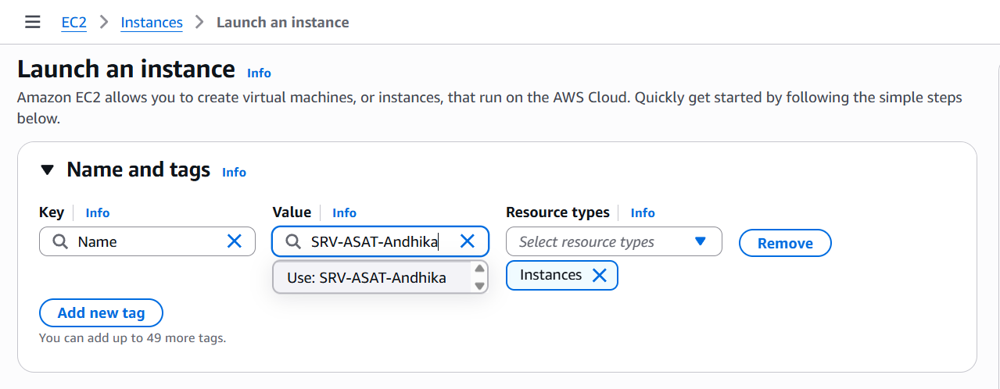 EC2 > Instances > Launch an instance
Launch an instance Info
Amazon EC2 allows you to create virtual machines, or instances, that run on the AWS Cloud. Quickly get started by following the simple steps
below.
Name and tags Info
Key Info Value Info Resource types Info
Name SRV-ASAT-Andhika Select resource types Remove
Use: SRV-ASAT-Andhika Instances
Add new tag
You can add up to 49 more tags.